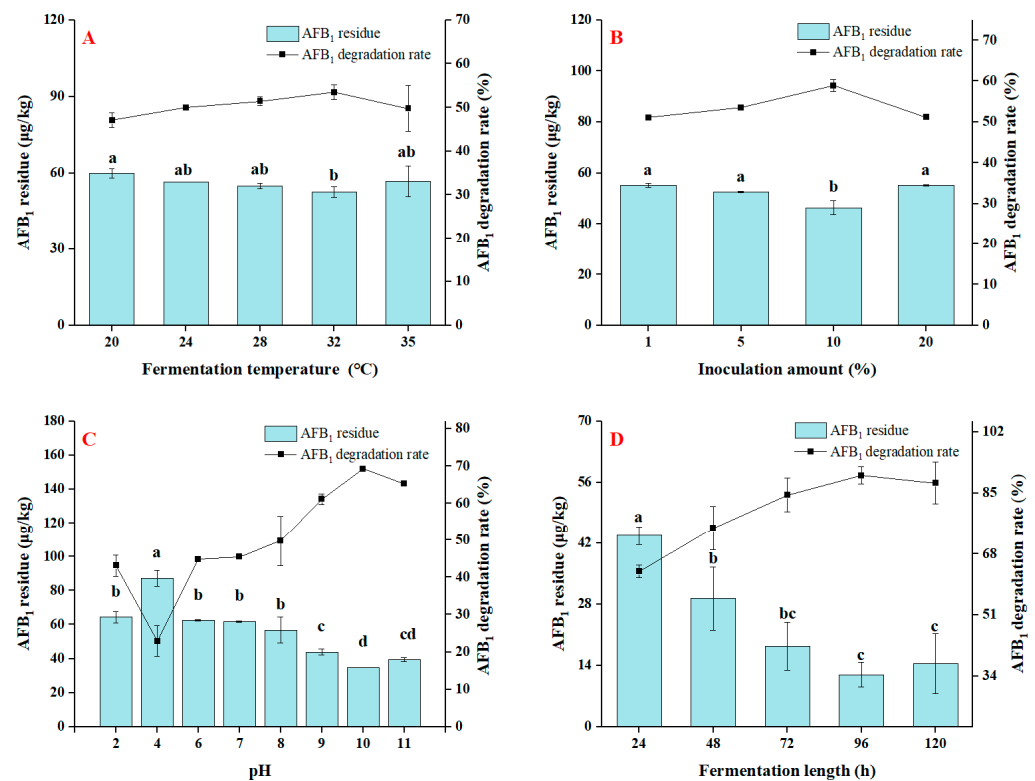 A
AFB₁ residue
AFB₁ degradation rate
120
90
60
30
0
70
60
50
40
30
20
10
0
a
ab
ab
b
ab
20
24
28
32
35
AFB₁ residue (μg/kg)
AFB₁ degradation rate (%)
Fermentation temperature (℃)
B
AFB₁ residue
AFB₁ degradation rate
120
100
80
60
40
20
0
70
60
50
40
30
20
10
0
a
a
b
a
1
5
10
20
AFB₁ residue (μg/kg)
AFB₁ degradation rate (%)
Inoculation amount (%)
C
AFB₁ residue
AFB₁ degradation rate
180
160
140
120
100
80
60
40
20
0
80
70
60
50
40
30
20
10
0
b
a
b
b
b
c
d
cd
2
4
6
7
8
9
10
11
AFB₁ residue (μg/kg)
AFB₁ degradation rate (%)
pH
D
AFB₁ residue
AFB₁ degradation rate
70
56
42
28
14
0
102
85
68
51
34
a
b
bc
c
c
24
48
72
96
120
AFB₁ residue (μg/kg)
AFB₁ degradation rate (%)
Fermentation length (h)